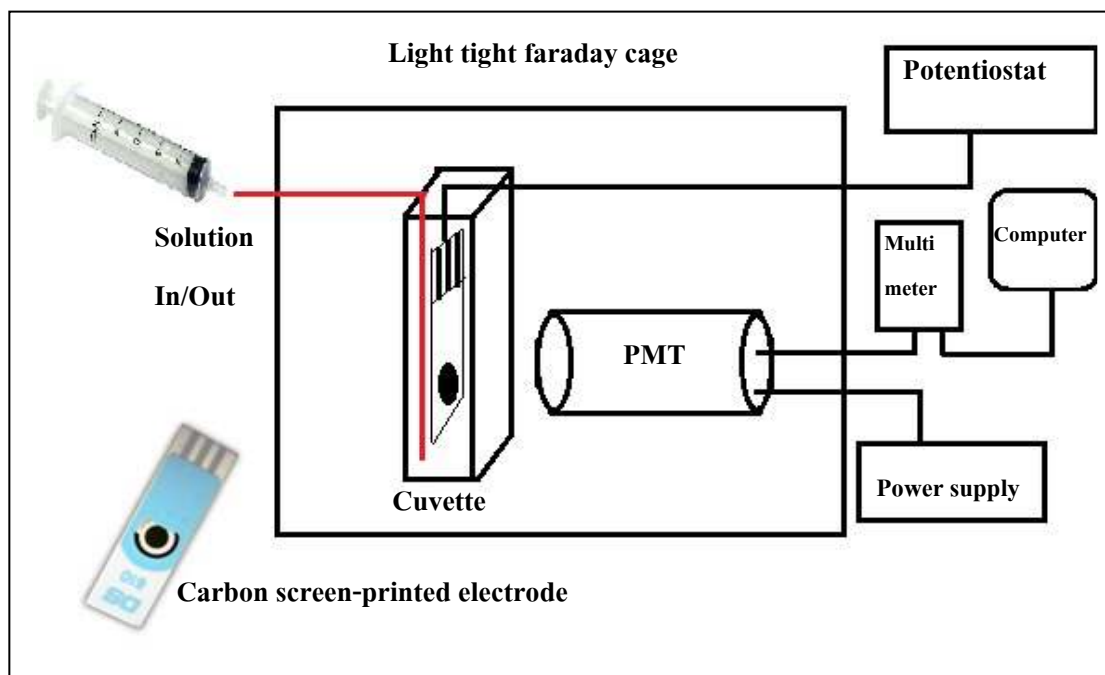 Light tight faraday cage
Potentiostat
Solution
In/Out
Multi
meter
Computer
PMT
Cuvette
Power supply
Carbon screen-printed electrode
DS